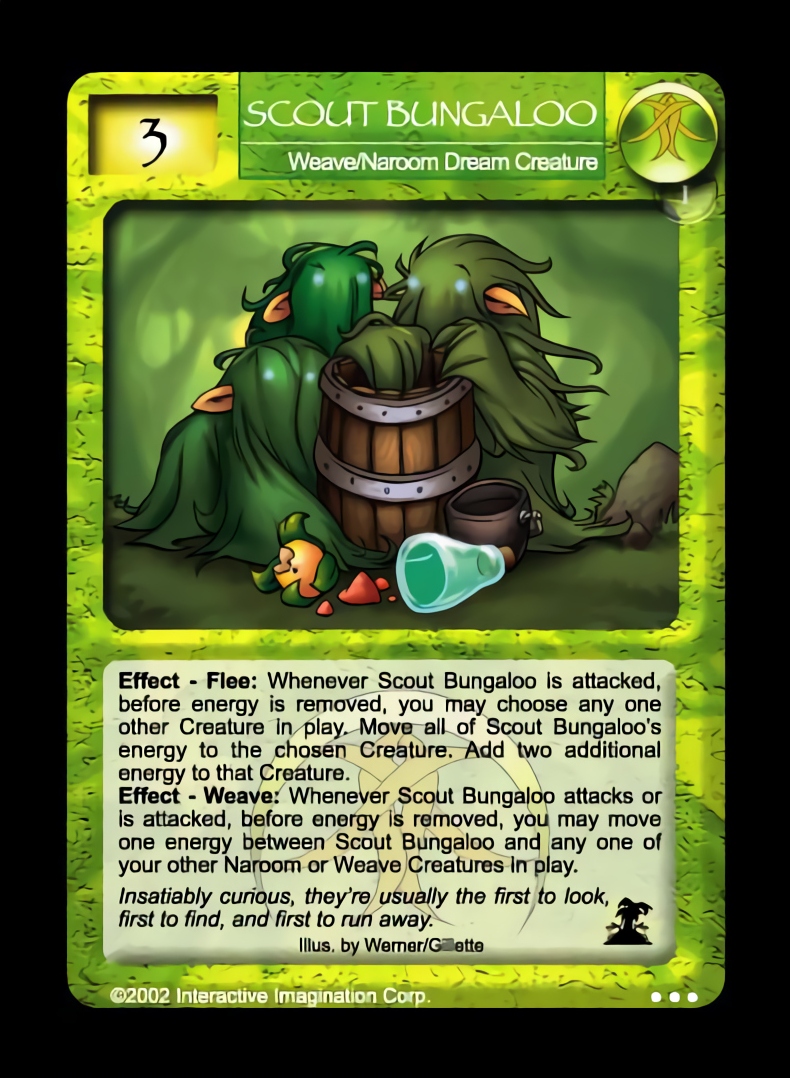 3
SCOUT BUNGALOO
Weave/Naroom Dream Creature
1
Effect - Flee: Whenever Scout Bungaloo is attacked,
before energy is removed, you may choose any one
other Creature in play. Move all of Scout Bungaloo's
energy to the chosen Creature. Add two additional
energy to that Creature.
Effect - Weave: Whenever Scout Bungaloo attacks or
is attacked, before energy is removed, you may move
one energy between Scout Bungaloo and any one of
your other Naroom or Weave Creatures in play.
Insatiably curious, they're usually the first to look,
first to find, and first to run away.
Illus. by
©2002 Interactive Imagination Corp.